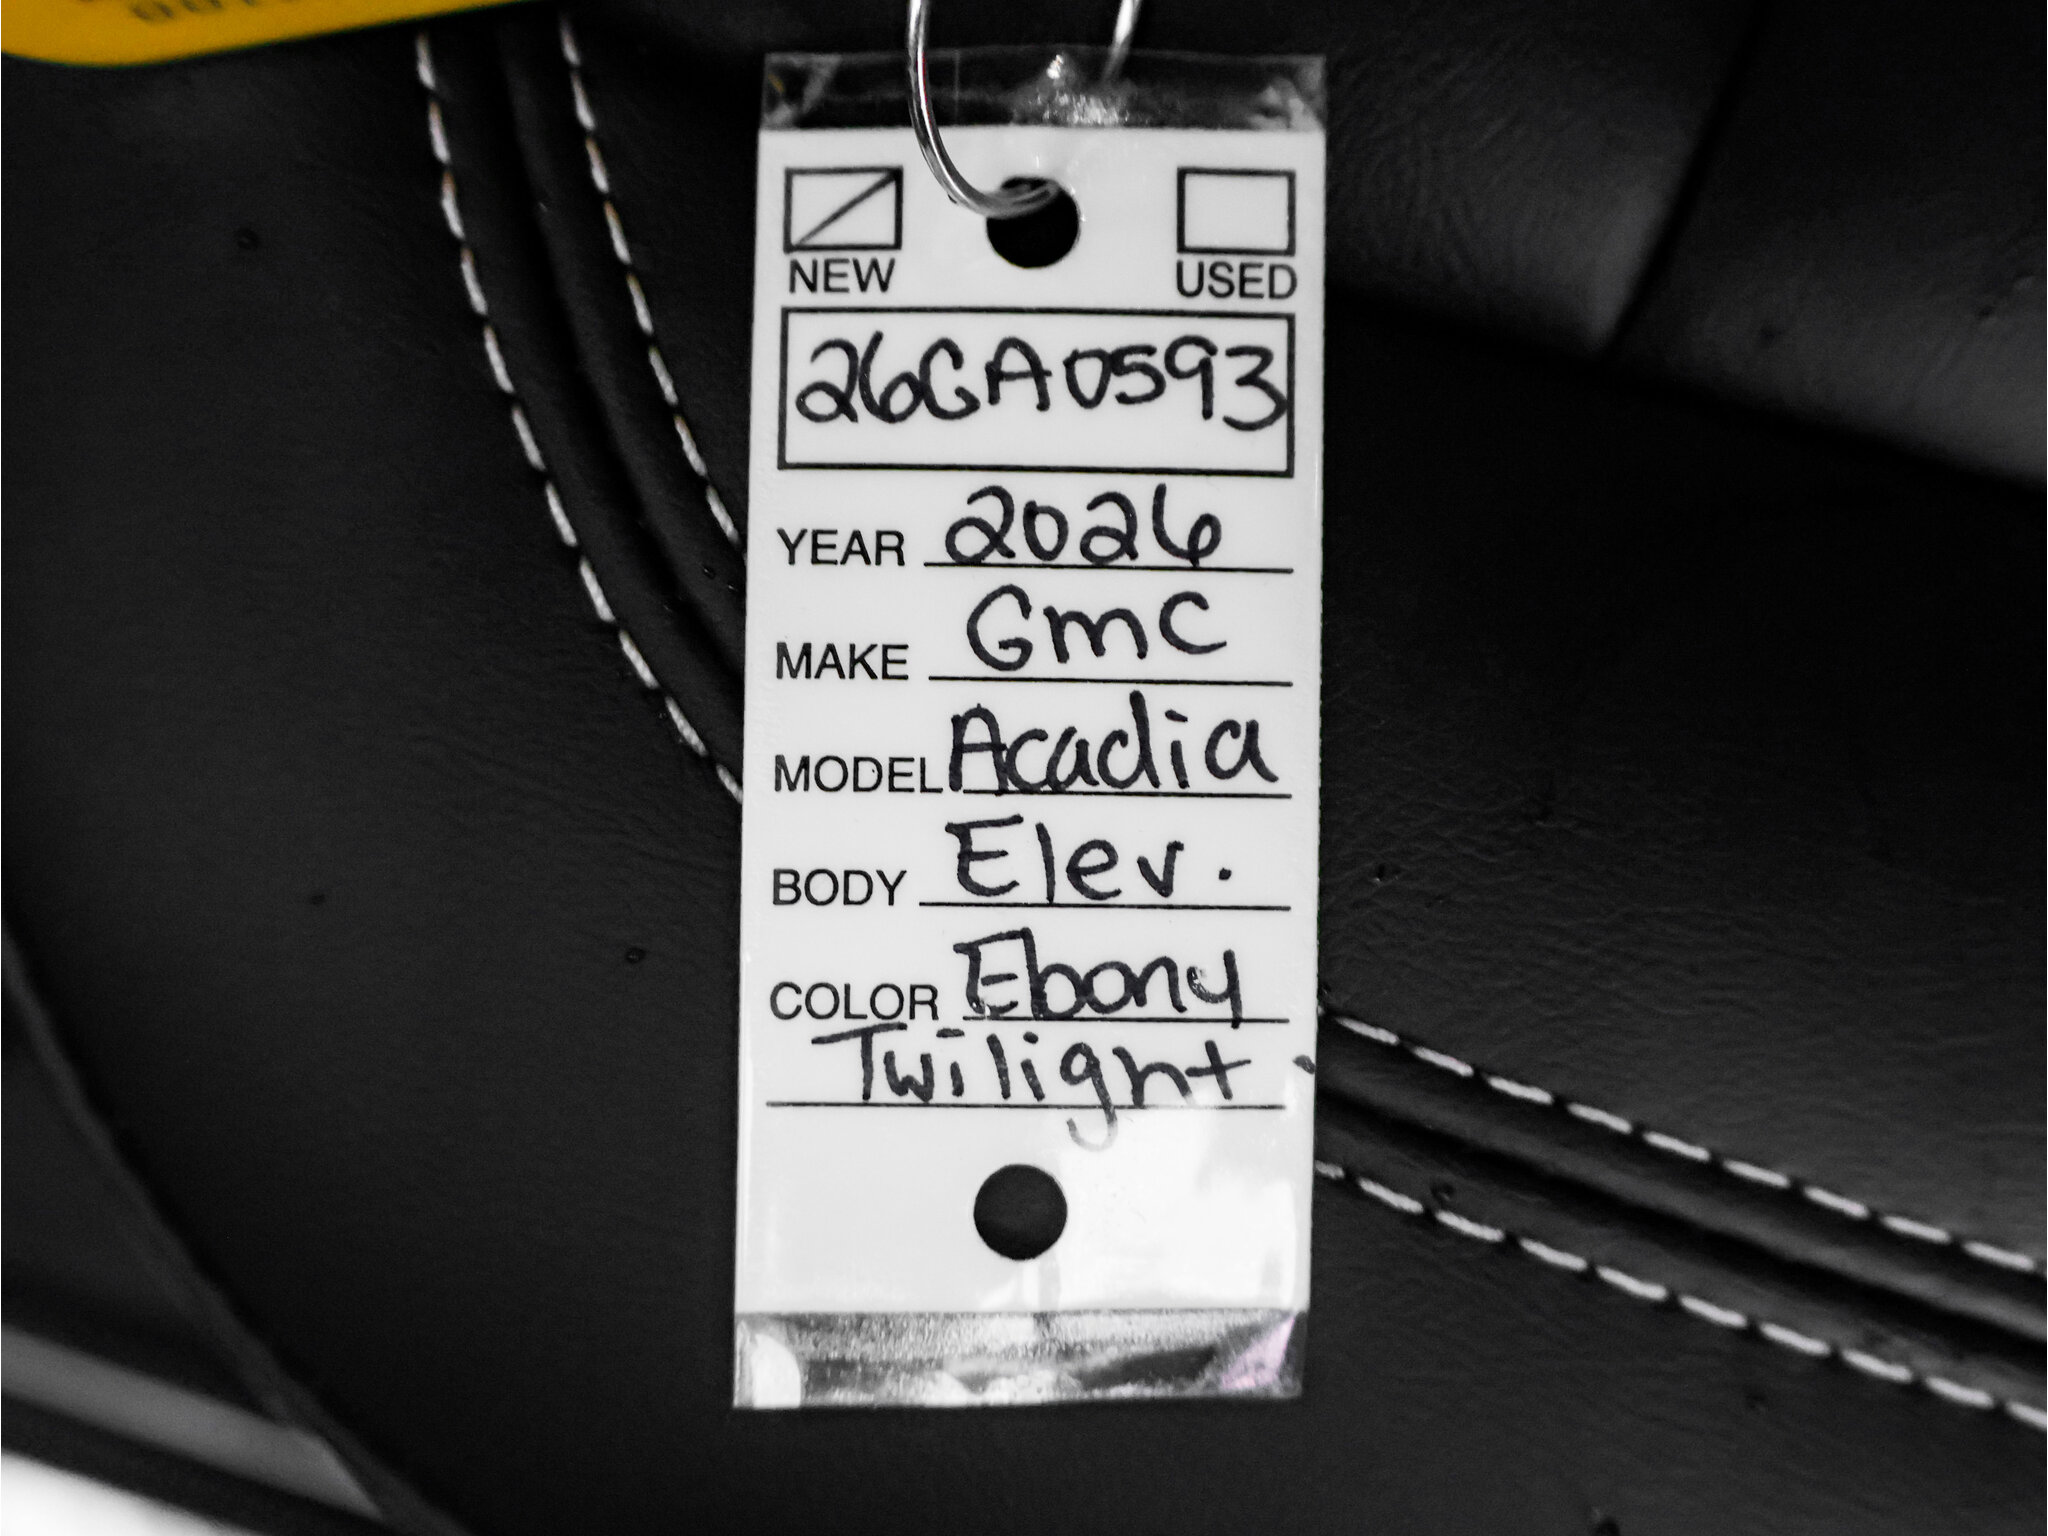 NEW USED
26GA0593
YEAR 2026
MAKE GMC
MODEL Acadia
BODY Elev.
COLOR Ebony
Twilight